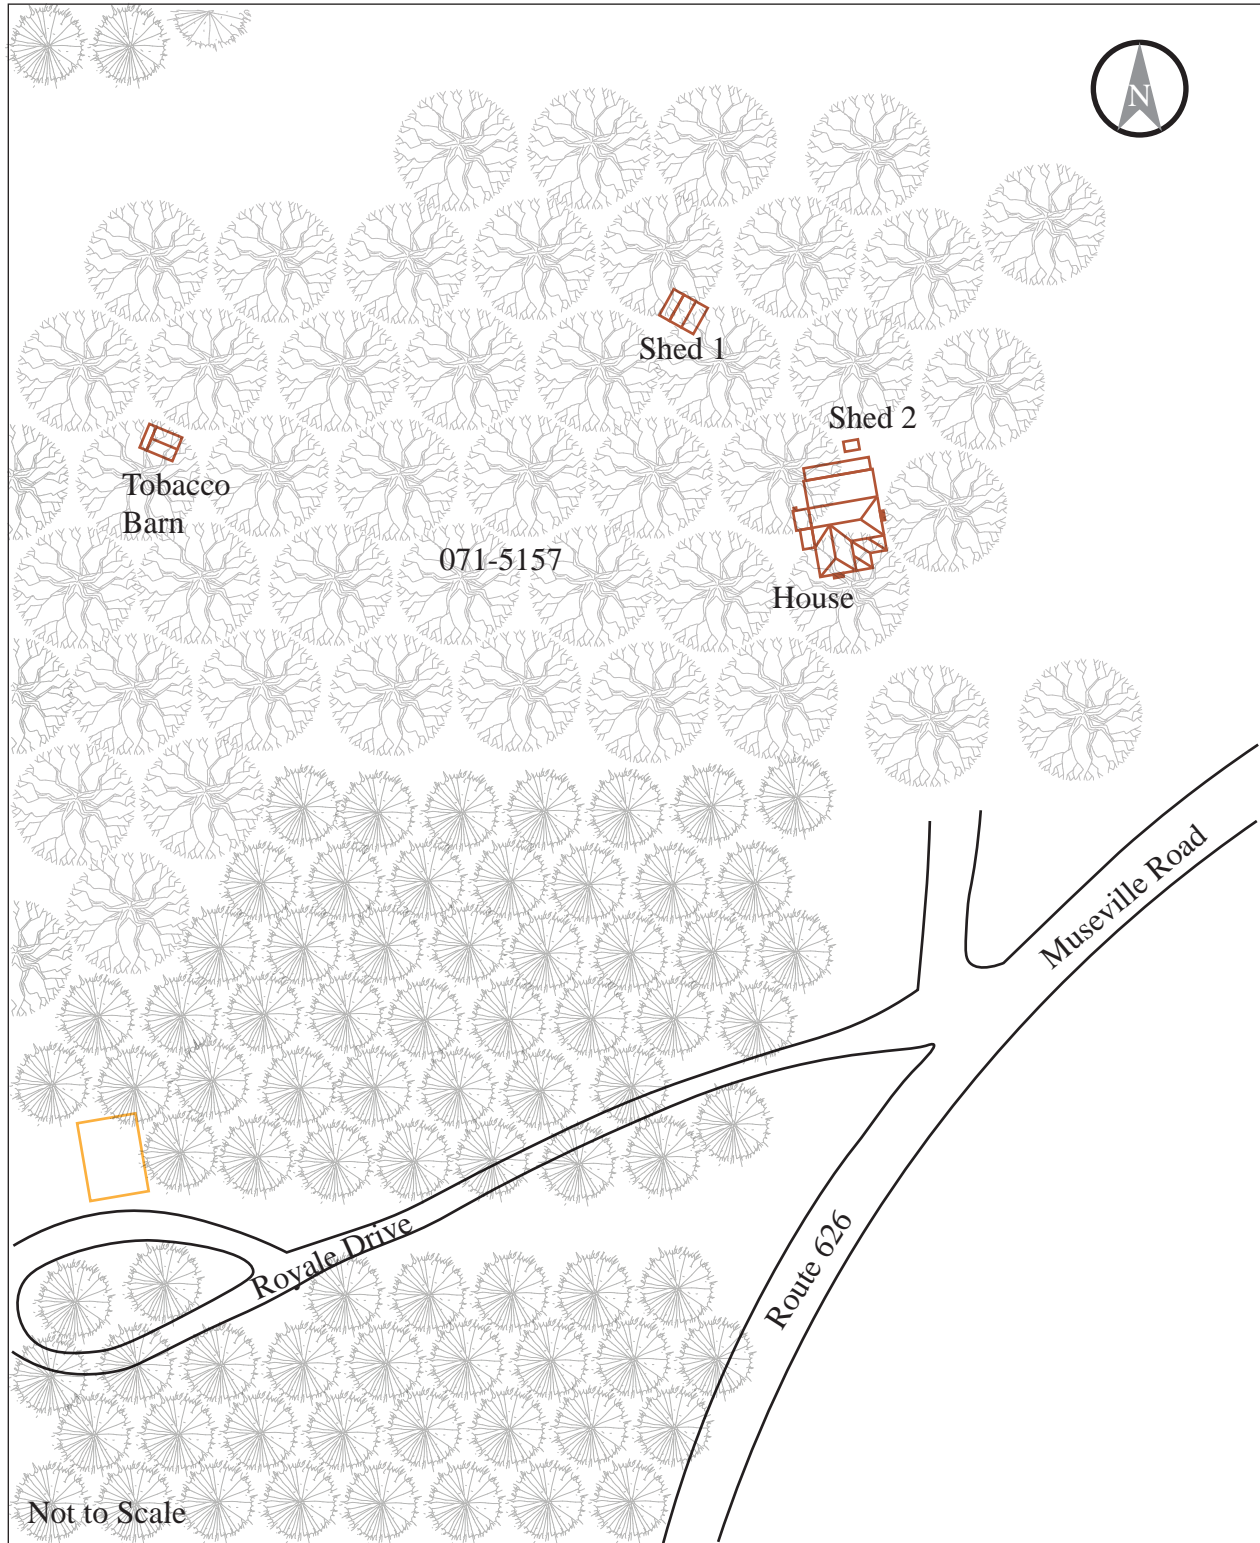 N
Shed 1
Shed 2
Tobacco
Barn
071-5157
House
Museville Road
Royale Drive
Route 626
Not to Scale